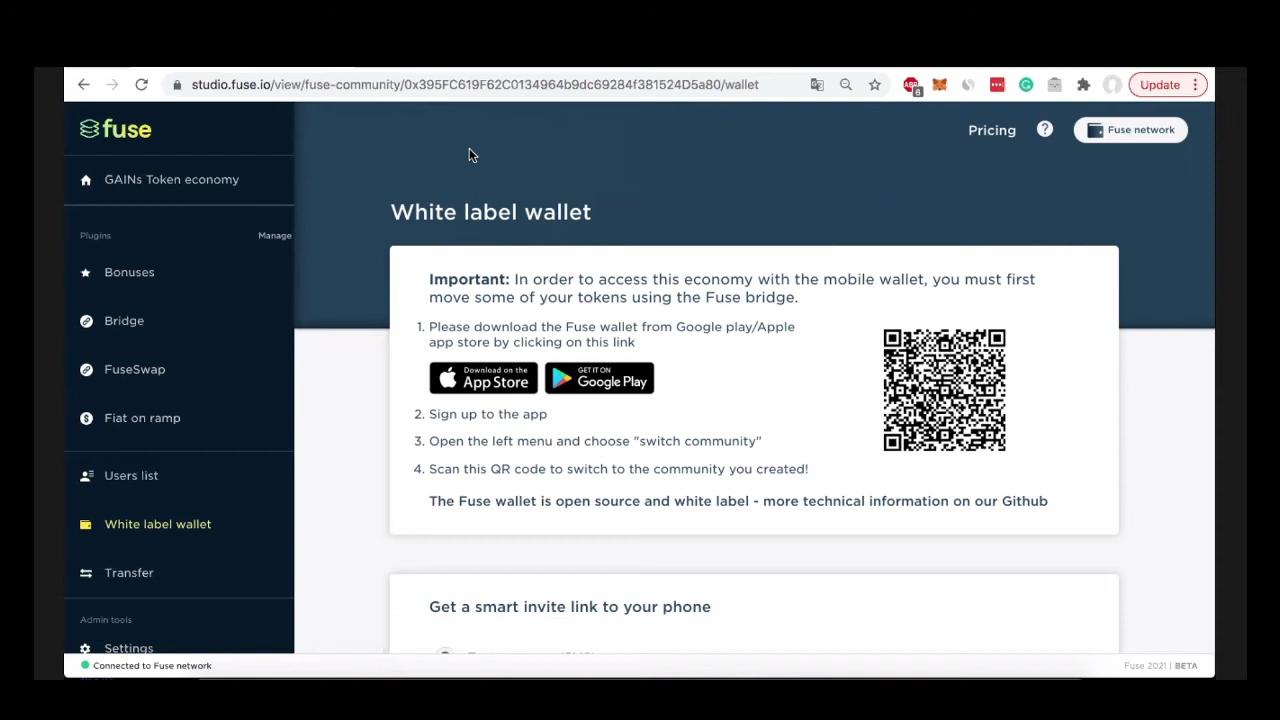 studio.fuse.io/view/fuse-community/0x395FC619F62C0134964b9dc69284f381524D5a80/wallet
ABP
6
Update
fuse
Pricing
?
Fuse network
GAINs Token economy
White label wallet
Plugins
Manage
Bonuses
Bridge
FuseSwap
Fiat on ramp
Users list
White label wallet
Transfer
Admin tools
Settings
Important: In order to access this economy with the mobile wallet, you must first
move some of your tokens using the Fuse bridge.
1. Please download the Fuse wallet from Google play/Apple
app store by clicking on this link
Download on the
App Store
GET IT ON
Google Play
2. Sign up to the app
3. Open the left menu and choose "switch community"
4. Scan this QR code to switch to the community you created!
The Fuse wallet is open source and white label - more technical information on our Github
Get a smart invite link to your phone
Connected to Fuse network
Fuse 2021 | BETA